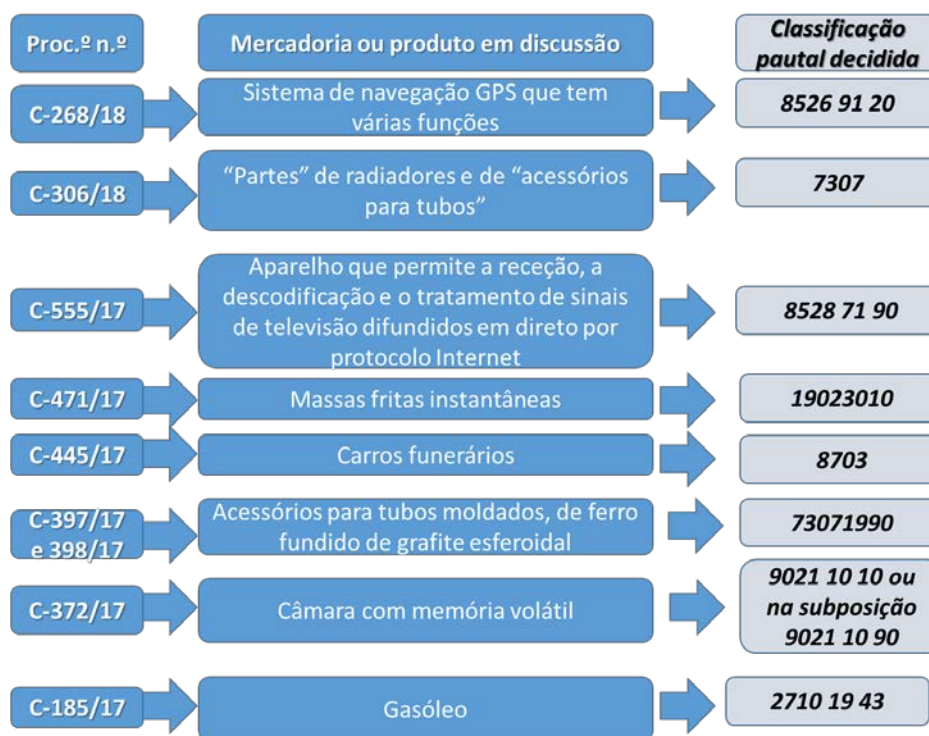 Proc.º n.º
Mercadoria ou produto em discussão
Classificação
pautal decidida
C-268/18
Sistema de navegação GPS que tem
várias funções
8526 91 20
C-306/18
“Partes” de radiadores e de “acessórios
para tubos”
7307
C-555/17
Aparelho que permite a receção, a
descodificação e o tratamento de sinais
de televisão difundidos em direto por
protocolo Internet
8528 71 90
C-471/17
Massas fritas instantâneas
19023010
C-445/17
Carros funerários
8703
C-397/17
e 398/17
Acessórios para tubos moldados, de ferro
fundido de grafite esferoidal
73071990
C-372/17
Câmara com memória volátil
9021 10 10 ou
na subposição
9021 10 90
C-185/17
Gasóleo
2710 19 43